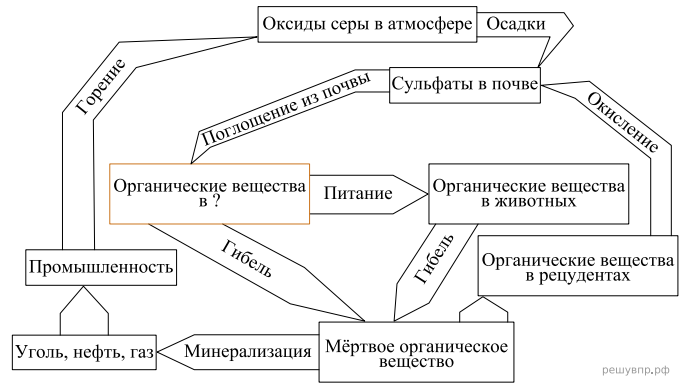 Оксиды серы в атмосфере
Осадки
Горение
Сульфаты в почве
Поглощение из почвы
Окисление
Органические вещества
в ?
Питание
Органические вещества
в животных
Гибель
Гибель
Промышленность
Органические вещества
в рецудентах
Уголь, нефть, газ
Минерализация
Мёртвое органическое
вещество
решувпр.рф